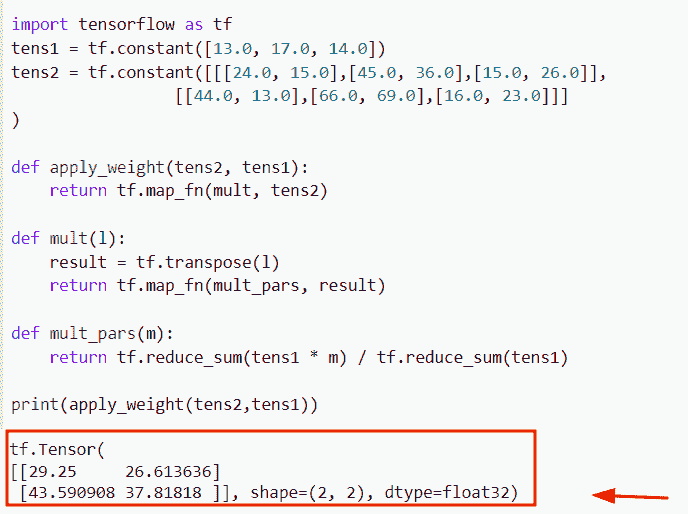 import tensorflow as tf
tens1 = tf.constant([13.0, 17.0, 14.0])
tens2 = tf.constant([[[24.0, 15.0],[45.0, 36.0],[15.0, 26.0]],
[[44.0, 13.0],[66.0, 69.0],[16.0, 23.0]]]
)
def apply_weight(tens2, tens1):
return tf.map_fn(mult, tens2)
def mult(l):
result = tf.transpose(l)
return tf.map_fn(mult_pars, result)
def mult_pars(m):
return tf.reduce_sum(tens1 * m) / tf.reduce_sum(tens1)
print(apply_weight(tens2,tens1))
tf.Tensor(
[[29.25 26.613636]
[43.590908 37.81818 ]], shape=(2, 2), dtype=float32)